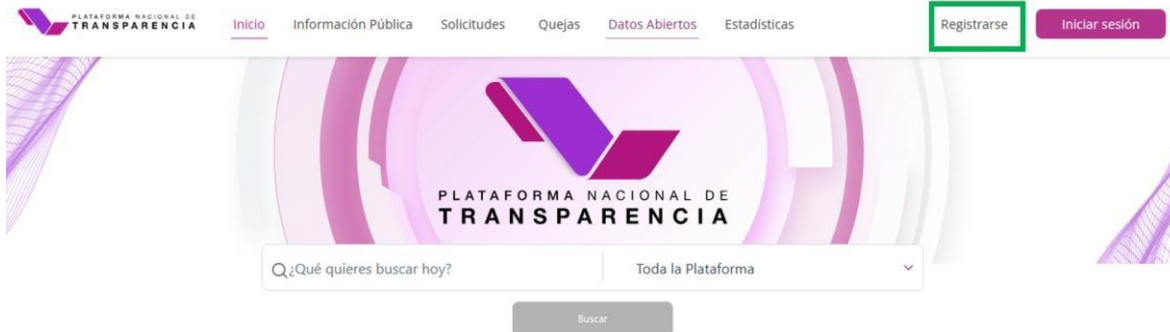 PLATAFORMA NACIONAL DE
TRANSPARENCIA
Inicio Información Pública Solicitudes Quejas Datos Abiertos Estadísticas Registrarse Iniciar sesión
PLATAFORMA NACIONAL DE
TRANSPARENCIA
¿Qué quieres buscar hoy? Toda la Plataforma
Buscar